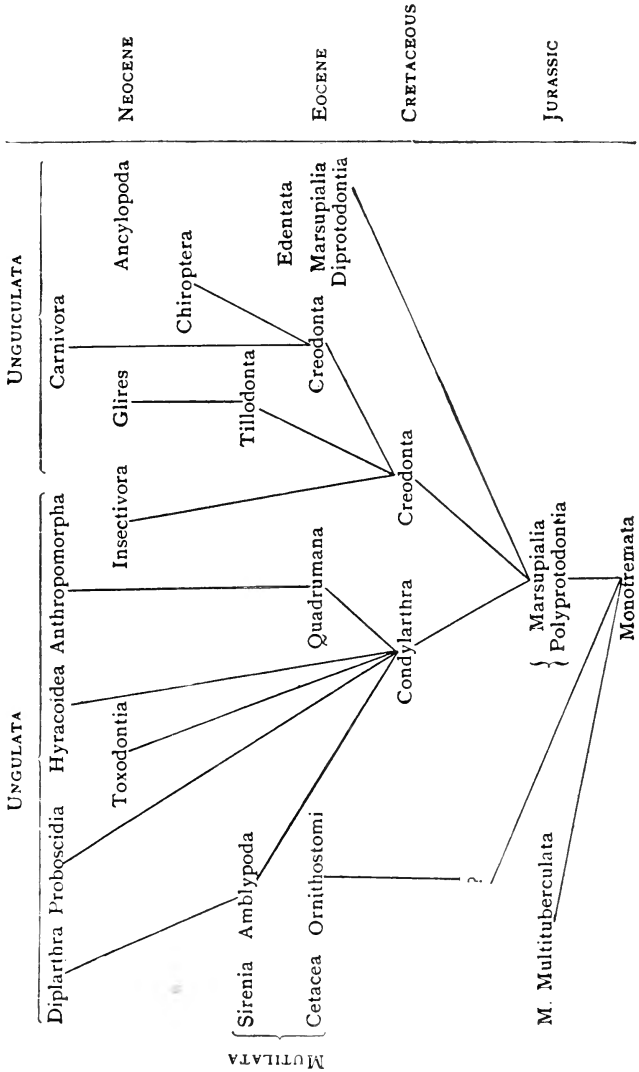 UNGULATA
UNGUICULATA
Diplarthra Proboscidia Hyracoidea Anthropomorpha Carnivora
Toxodontia Insectivora Glires Ancylopoda NEOCENE
Chiroptera
Sirenia Amblypoda Tillodonta
Edentata
MUTILATA
Cetacea Ornithostomi Quadrumana Creodonta Marsupialia EOCENE
Diprotodontia
Condylarthra Creodonta CRETACEOUS
?
Marsupialia
M. Multituberculata Polyprotodontia JURASSIC
Monotremata